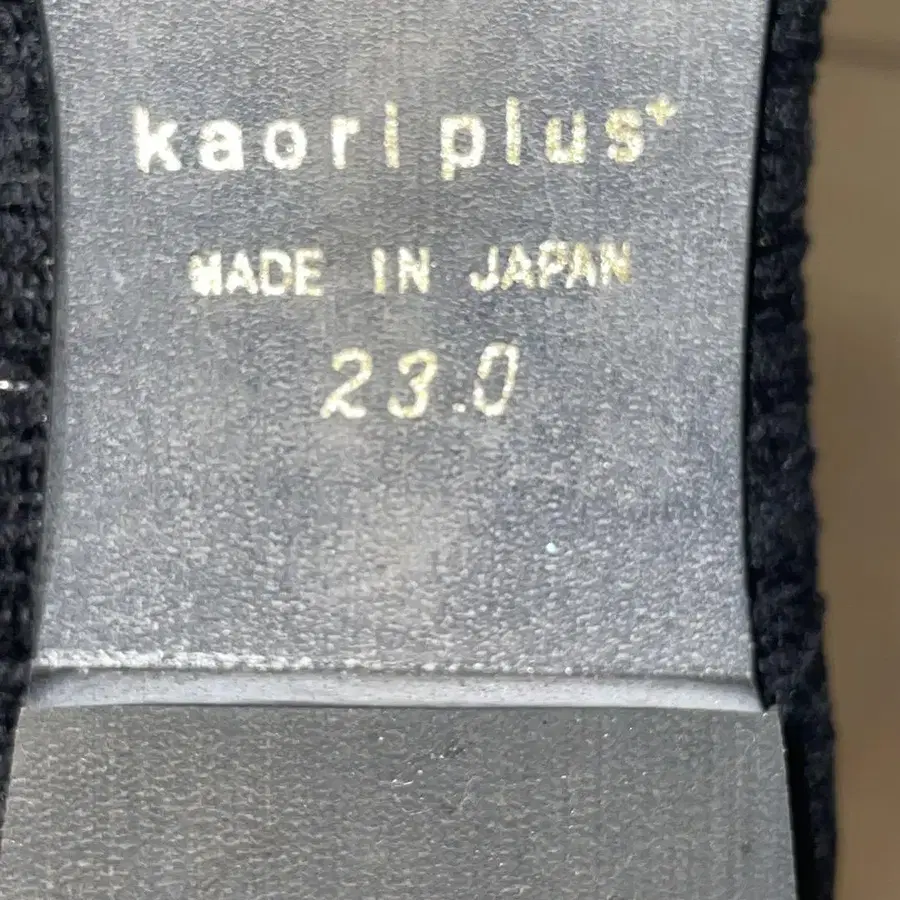 kaori plus+
MADE IN JAPAN
23.0